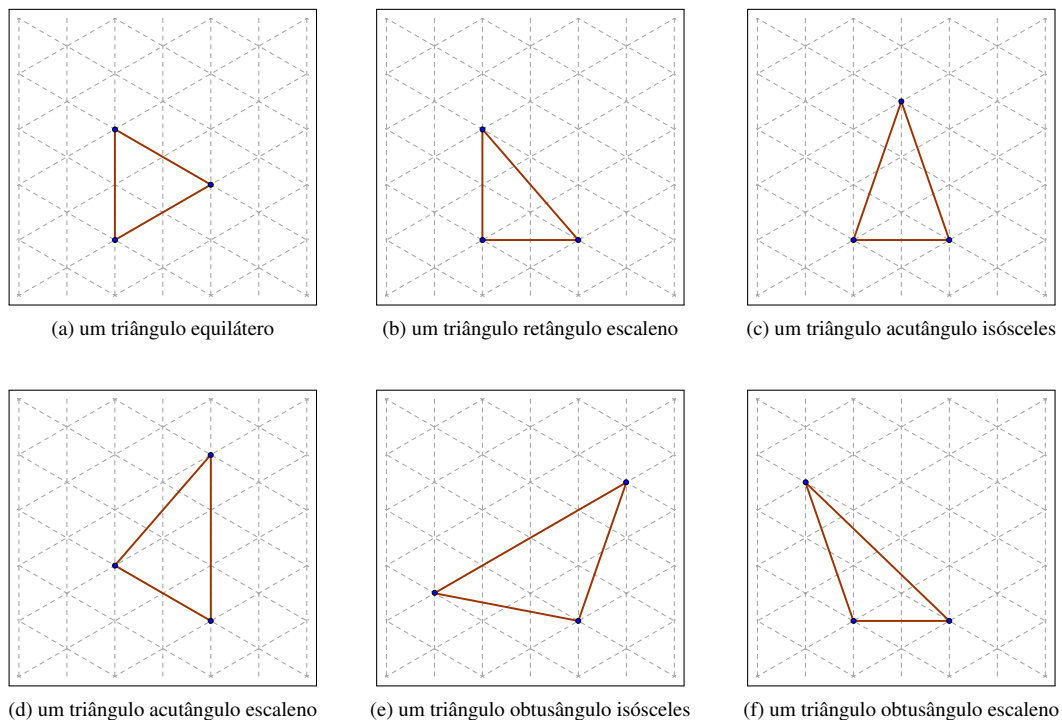 (a) um triângulo equilátero
(b) um triângulo retângulo escaleno
(c) um triângulo acutângulo isósceles
(d) um triângulo acutângulo escaleno
(e) um triângulo obtusângulo isósceles
(f) um triângulo obtusângulo escaleno